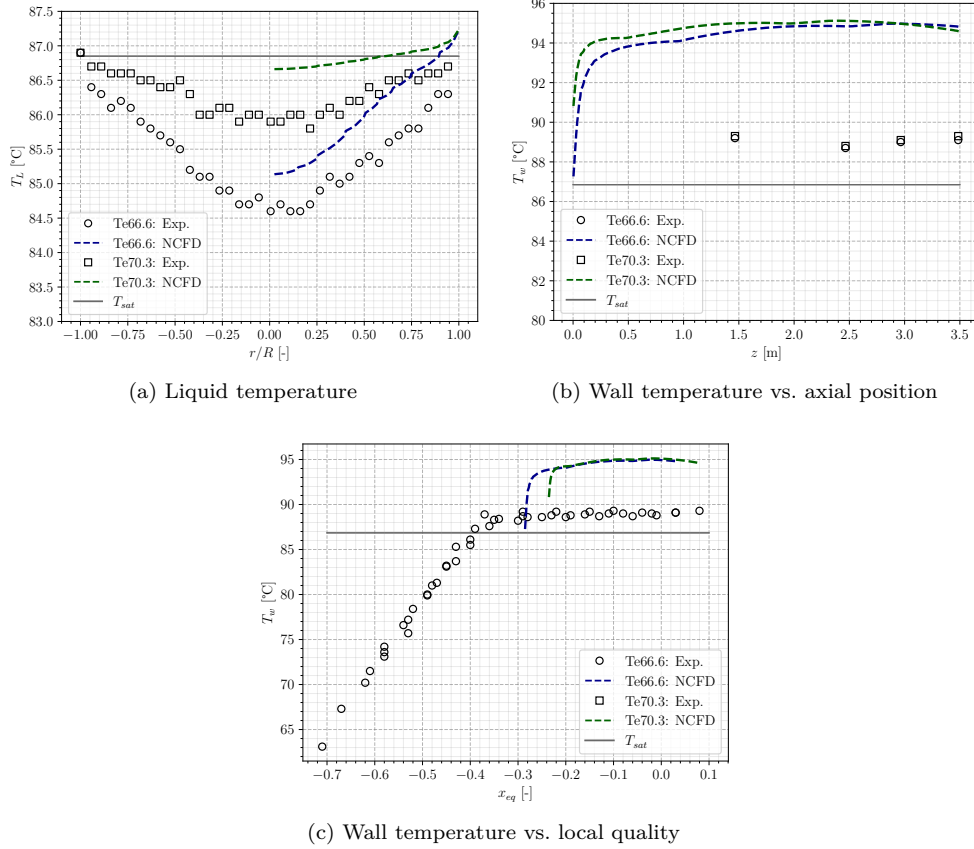 87.0
86.5
86.0
85.5
85.0
84.5
84.0
83.5
83.0
T_L [°C]
−1.00 −0.75 −0.50 −0.25 0.00 0.25 0.50 0.75 1.00
r/R [-]
Te66.6: Exp.
Te66.6: NCFD
Te70.3: Exp.
Te70.3: NCFD
T_sat
(a) Liquid temperature
96
94
92
90
88
86
84
82
80
T_w [°C]
0.0 0.5 1.0 1.5 2.0 2.5 3.0 3.5
z [m]
Te66.6: Exp.
Te66.6: NCFD
Te70.3: Exp.
Te70.3: NCFD
T_sat
(b) Wall temperature vs. axial position
95
90
85
80
75
70
65
T_w [°C]
−0.7 −0.6 −0.5 −0.4 −0.3 −0.2 −0.1 0.0 0.1
x_eq [-]
Te66.6: Exp.
Te66.6: NCFD
Te70.3: Exp.
Te70.3: NCFD
T_sat
(c) Wall temperature vs. local quality